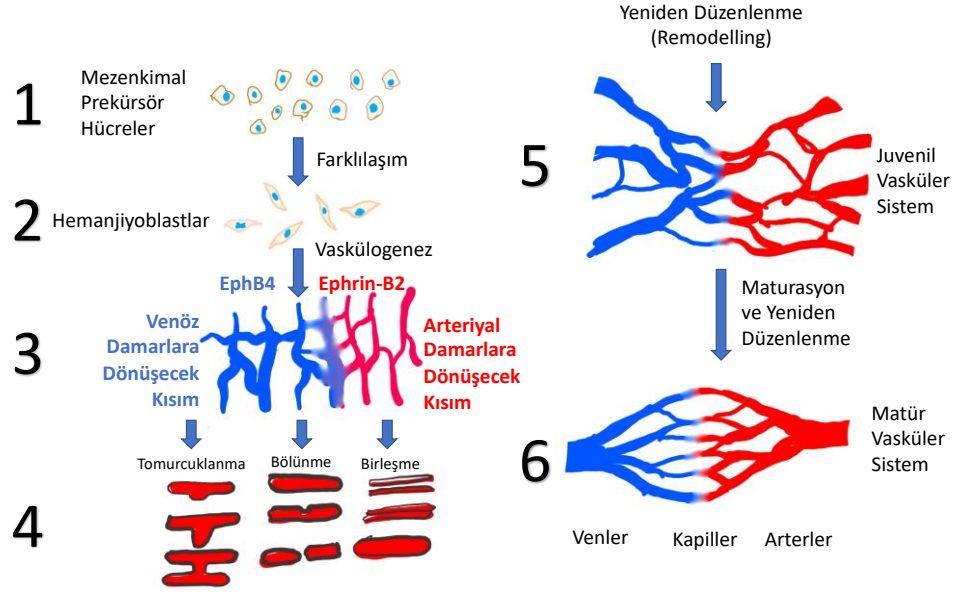 1
Mezenkimal
Prekürsör
Hücreler
Farklılaşım
2
Hemanjiyoblastlar
Vaskülogenez
EphB4
Ephrin-B2
3
Venöz
Damarlara
Dönüşecek
Kısım
Arteriyal
Damarlara
Dönüşecek
Kısım
Tomurcuklanma
Bölünme
Birleşme
4
Yeniden Düzenlenme
(Remodelling)
5
Juvenil
Vasküler
Sistem
Maturasyon
ve Yeniden
Düzenlenme
6
Matür
Vasküler
Sistem
Venler
Kapiller
Arterler